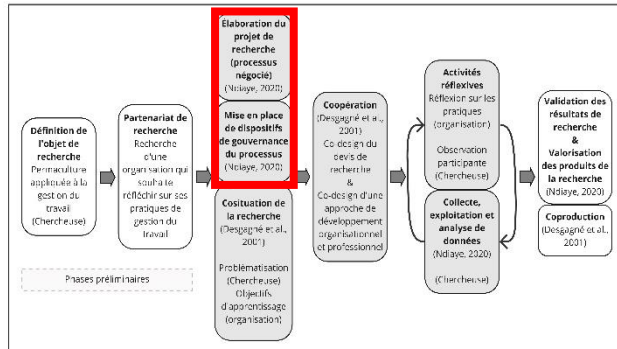 Définition de
l'objet de
recherche
Permaculture
appliquée à la
gestion du
travail
(Chercheuse)
Partenariat de
recherche
Recherche
d'une
organisation qui
souhaite
réfléchir sur ses
pratiques de
gestion du
travail
Phases préliminaires
Élaboration du
projet de
recherche
(processus
négocié)
(Ndiaye, 2020)
Mise en place
de dispositifs
de gouvernance
du processus
(Ndiaye, 2020)
Cosituation de
la recherche
(Desgagné et al.,
2001)
Problématisation
(Chercheuse)
Objectifs
d'apprentissage
(organisation)
Coopération
(Desgagné et al.,
2001)
Co-design du
devis de
recherche
&
Co-design d'une
approche de
développement
organisationnel
et professionnel
Activités
réflexives
Réflexion sur les
pratiques
(organisation)
Observation
participante
(Chercheuse)
Collecte,
exploitation et
analyse de
données
(Ndiaye, 2020)
(Chercheuse)
Validation des
résultats de
recherche
&
Valorisation des
produits de la
recherche
(Ndiaye, 2020)
Coproduction
(Desgagné et al.,
2001)